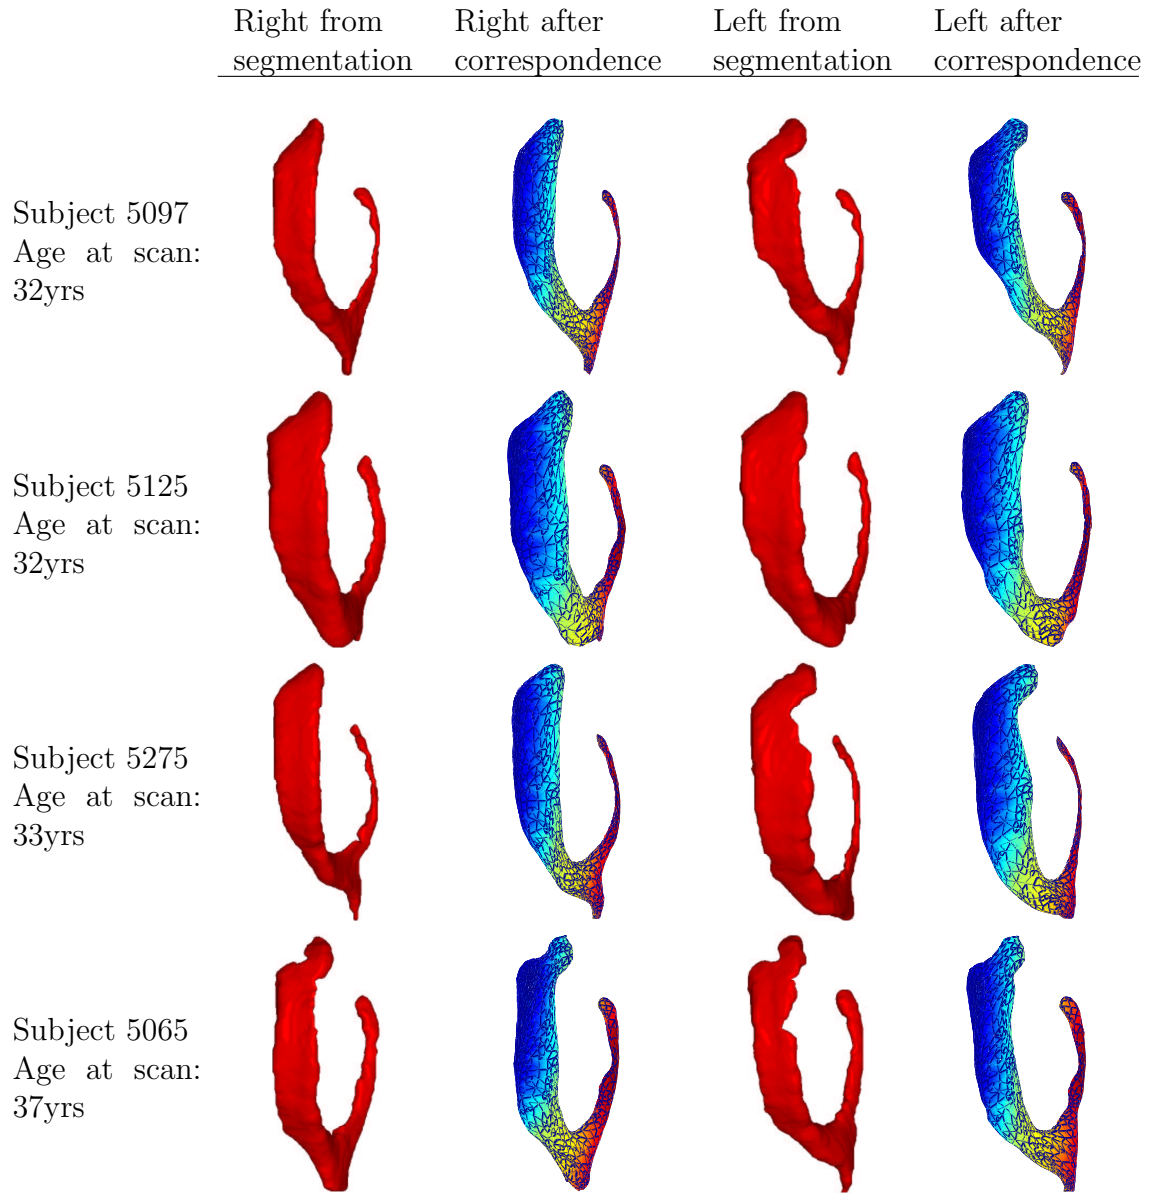 Right from
segmentation
Right after
correspondence
Left from
segmentation
Left after
correspondence
Subject 5097
Age at scan:
32yrs
Subject 5125
Age at scan:
32yrs
Subject 5275
Age at scan:
33yrs
Subject 5065
Age at scan:
37yrs